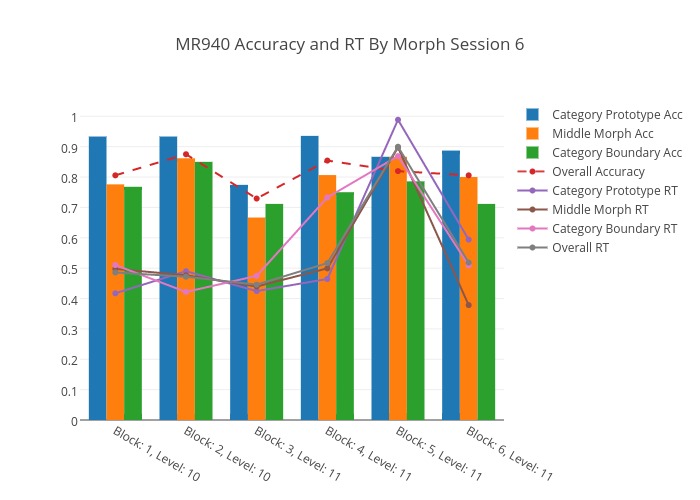 MR940 Accuracy and RT By Morph Session 6
1
0.9
0.8
0.7
0.6
0.5
0.4
0.3
0.2
0.1
0
Block: 1, Level: 10
Block: 2, Level: 10
Block: 3, Level: 11
Block: 4, Level: 11
Block: 5, Level: 11
Block: 6, Level: 11
Category Prototype Acc
Middle Morph Acc
Category Boundary Acc
Overall Accuracy
Category Prototype RT
Middle Morph RT
Category Boundary RT
Overall RT